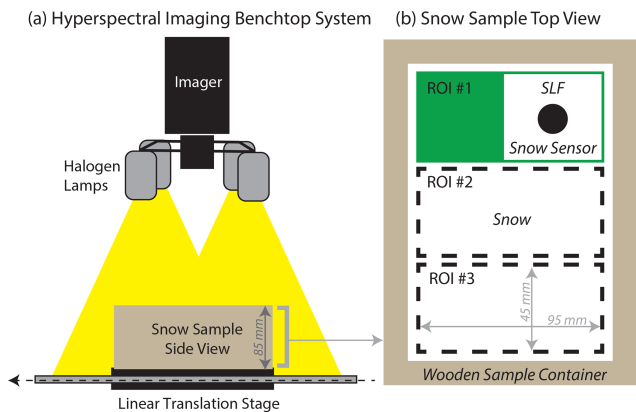 (a) Hyperspectral Imaging Benchtop System
(b) Snow Sample Top View
Imager
Halogen
Lamps
Snow Sample
Side View
85 mm
Linear Translation Stage
ROI #1
SLF
Snow Sensor
ROI #2
Snow
ROI #3
45 mm
95 mm
Wooden Sample Container